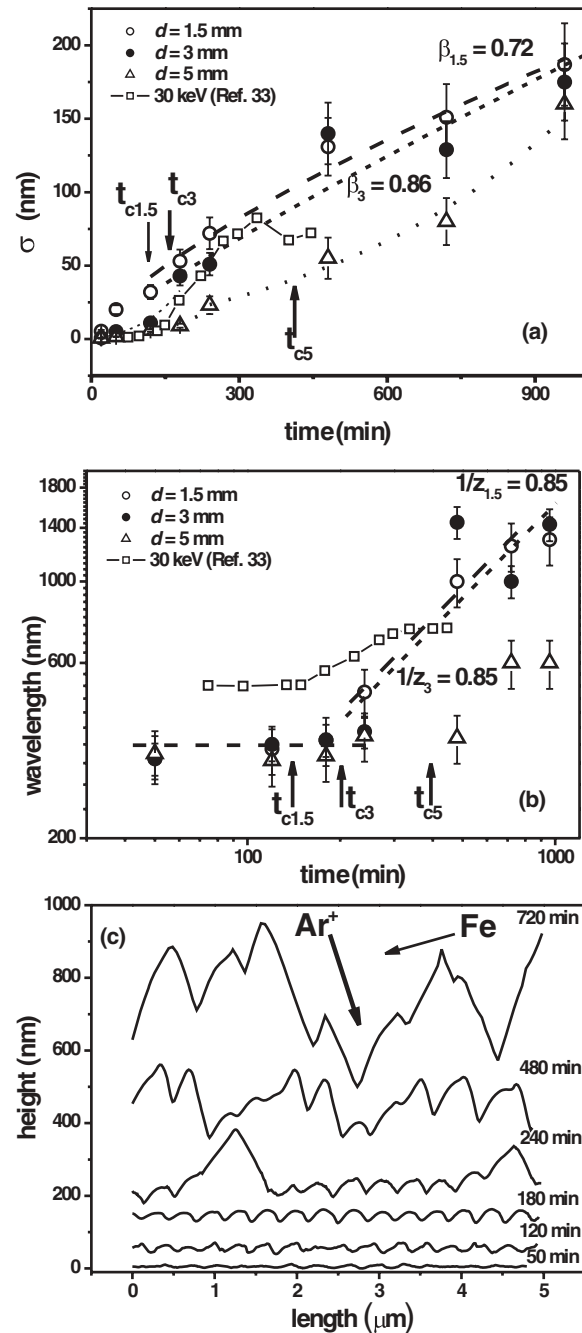 d = 1.5 mm
d = 3 mm
d = 5 mm
30 keV (Ref. 33)
β1.5 = 0.72
β3 = 0.86
tc1.5
tc3
tc5
200
150
100
50
0
σ (nm)
0
300
600
900
time(min)
(a)
d = 1.5 mm
d = 3 mm
d = 5 mm
30 keV (Ref. 33)
1/z1.5 = 0.85
1/z3 = 0.85
tc1.5
tc3
tc5
1800
1400
1000
600
200
wavelength(nm)
100
1000
time(min)
(b)
(c)
Ar+
Fe
720 min
480 min
240 min
180 min
120 min
50 min
1000
800
600
400
200
0
height(nm)
0
1
2
3
4
5
length (μm)